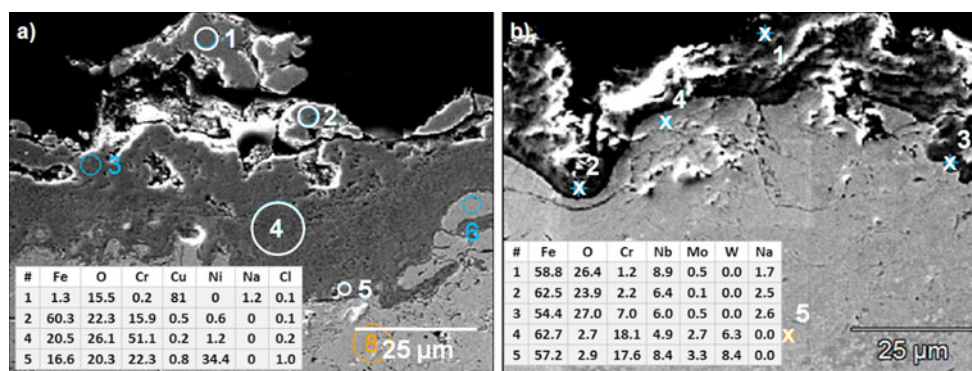 a)
1
2
3
4
6
5
8
25 µm
# Fe O Cr Cu Ni Na Cl
1 1.3 15.5 0.2 81 0 1.2 0.1
2 60.3 22.3 15.9 0.5 0.6 0 0.1
4 20.5 26.1 51.1 0.2 1.2 0 0.2
5 16.6 20.3 22.3 0.8 34.4 0 1.0
b)
1
4
3
2
5
25 µm
# Fe O Cr Nb Mo W Na
1 58.8 26.4 1.2 8.9 0.5 0.0 1.7
2 62.5 23.9 2.2 6.4 0.1 0.0 2.5
3 54.4 27.0 7.0 6.0 0.5 0.0 2.6
4 62.7 2.7 18.1 4.9 2.7 6.3 0.0
5 57.2 2.9 17.6 8.4 3.3 8.4 0.0